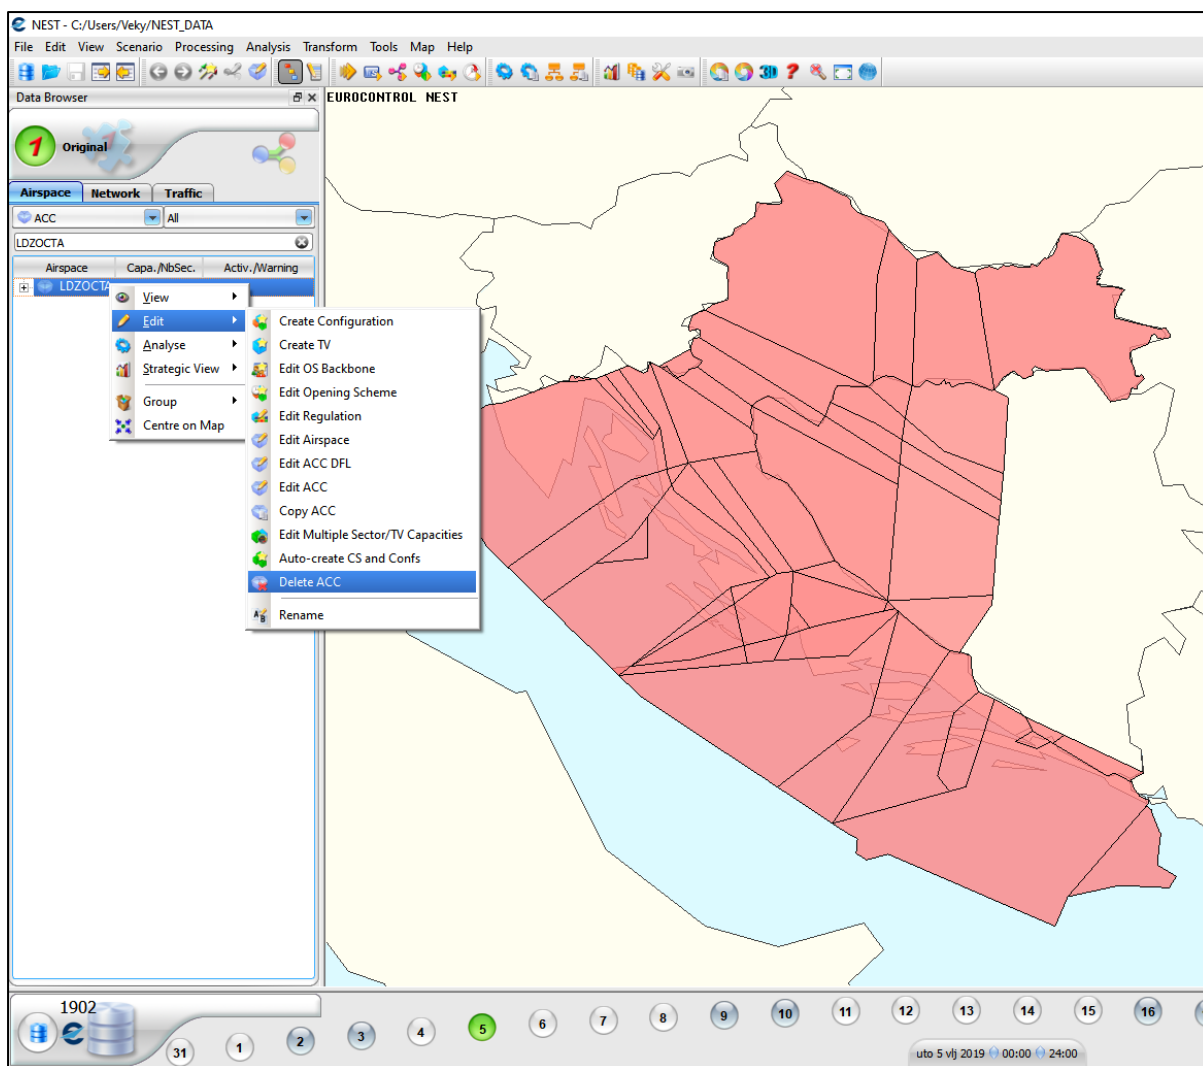 NEST - C:/Users/Veky/NEST_DATA
File Edit View Scenario Processing Analysis Transform Tools Map Help
3D ?
Data Browser
EUROCONTROL NEST
1 Original
Airspace Network Traffic
ACC All
LDZOCTA
Airspace Capa./NbSec. Activ./Warning
LDZOCTA
View
Edit
Analyse
Strategic View
Group
Centre on Map
Create Configuration
Create TV
Edit OS Backbone
Edit Opening Scheme
Edit Regulation
Edit Airspace
Edit ACC DFL
Edit ACC
Copy ACC
Edit Multiple Sector/TV Capacities
Auto-create CS and Confs
Delete ACC
Rename
1902
31 1 2 3 4 5 6 7 8 9 10 11 12 13 14 15 16
uto 5 vlj 2019 00:00 24:00